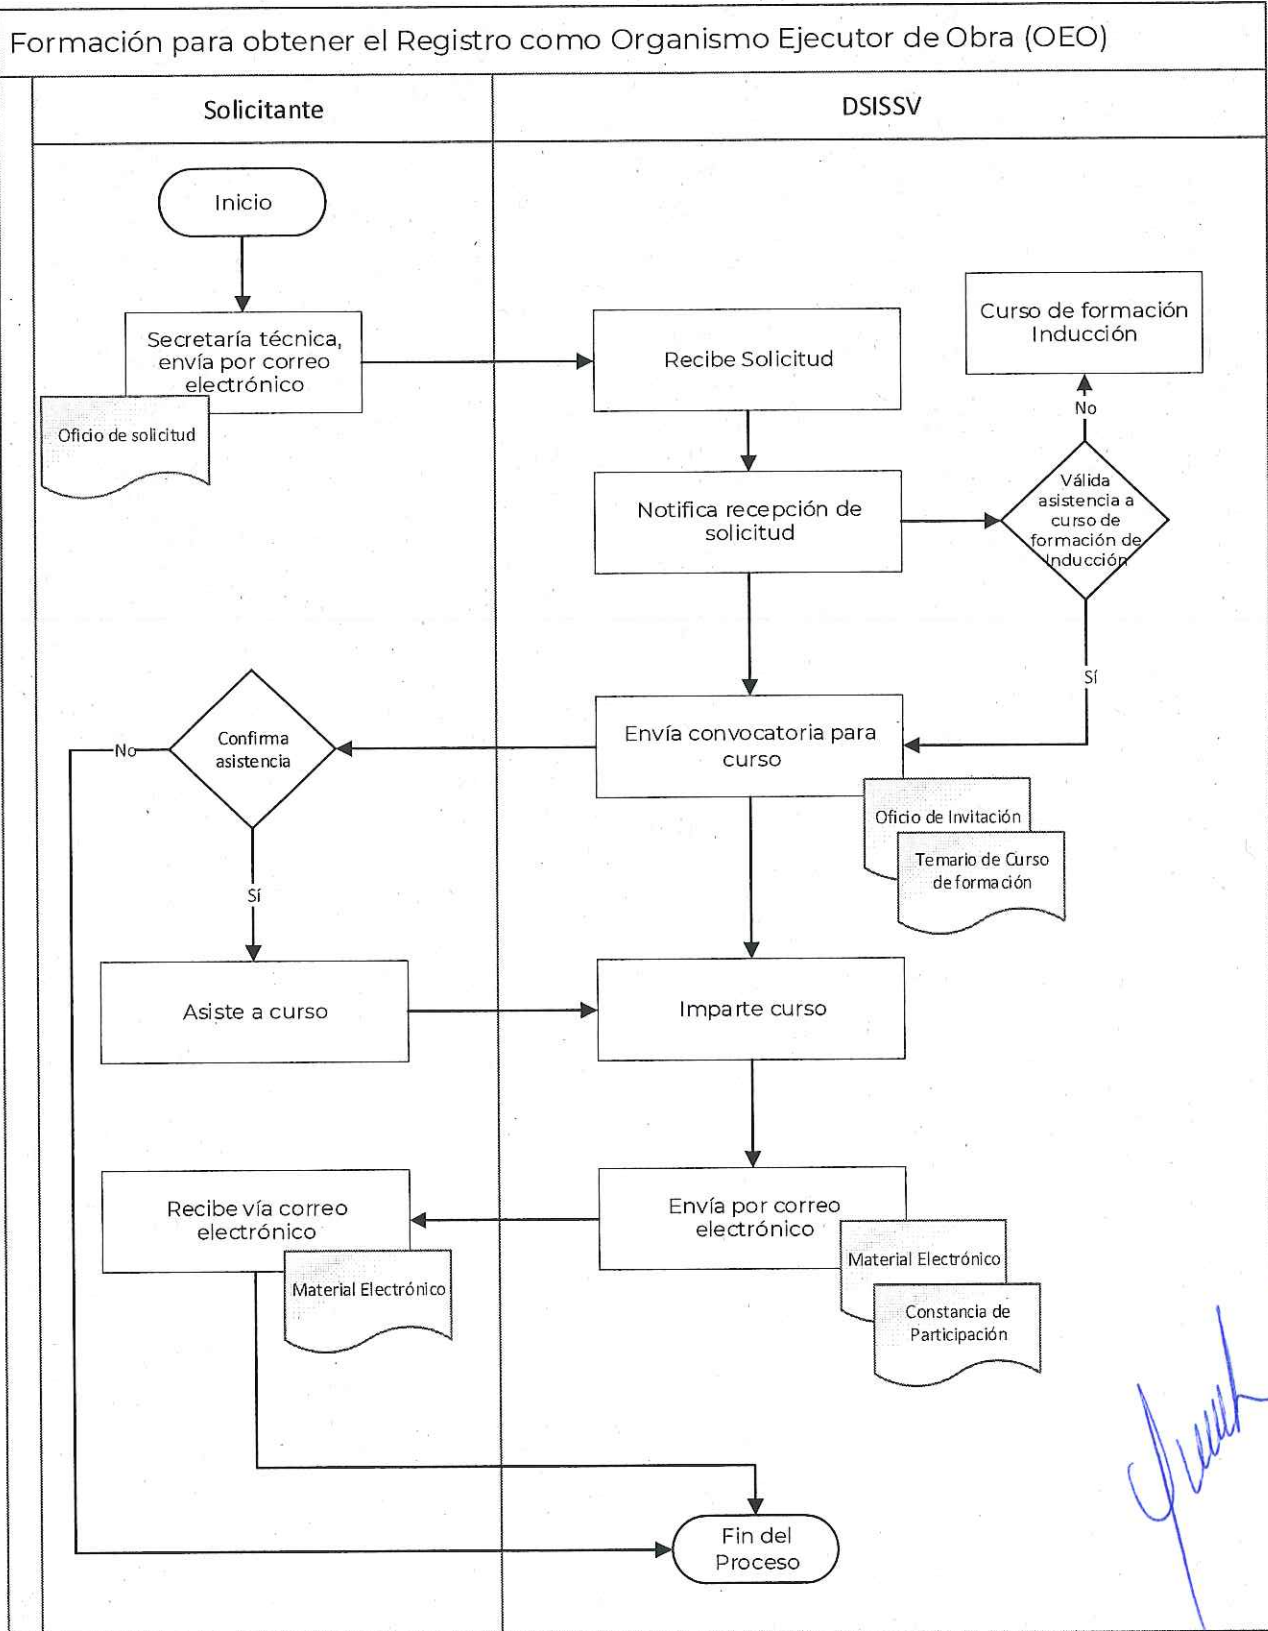 Formación para obtener el Registro como Organismo Ejecutor de Obra (OEO)
Solicitante
DSISSV
Inicio
Secretaría técnica,
envía por correo
electrónico
Oficio de solicitud
Recibe Solicitud
Curso de formación
Inducción
No
Notifica recepción de
solicitud
Válida
asistencia a
curso de
formación de
Inducción
Sí
Envía convocatoria para
curso
Oficio de Invitación
Temario de Curso
de formación
Confirma
asistencia
No
Sí
Asiste a curso
Imparte curso
Envía por correo
electrónico
Material Electrónico
Constancia de
Participación
Recibe vía correo
electrónico
Material Electrónico
Fin del
Proceso